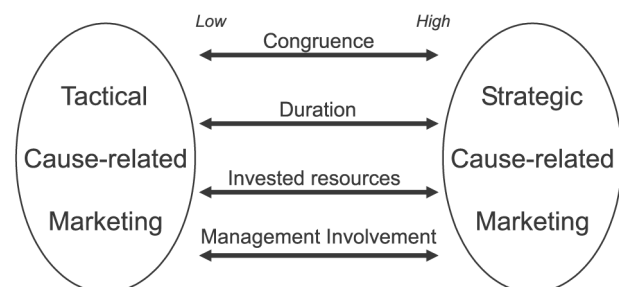 Low
High
Congruence
Tactical
Cause-related
Marketing
Duration
Invested resources
Management Involvement
Strategic
Cause-related
Marketing